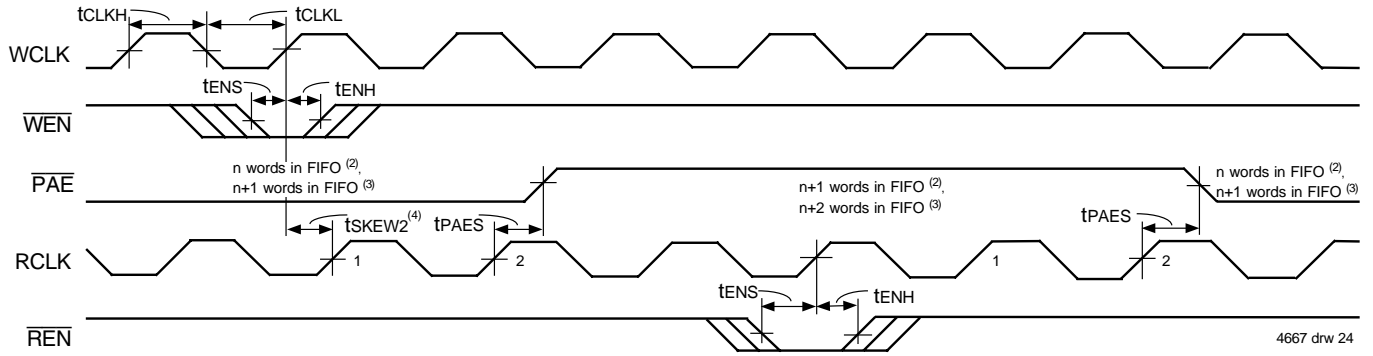 tCLKH
tCLKL
WCLK
tENS
tENH
WEN
n words in FIFO (2),
n+1 words in FIFO (3)
PAE
n+1 words in FIFO (2),
n+2 words in FIFO (3)
n words in FIFO (2),
n+1 words in FIFO (3)
tSKEW2(4)
tPAES
tPAES
RCLK
1
2
1
2
tENS
tENH
REN
4667 drw 24